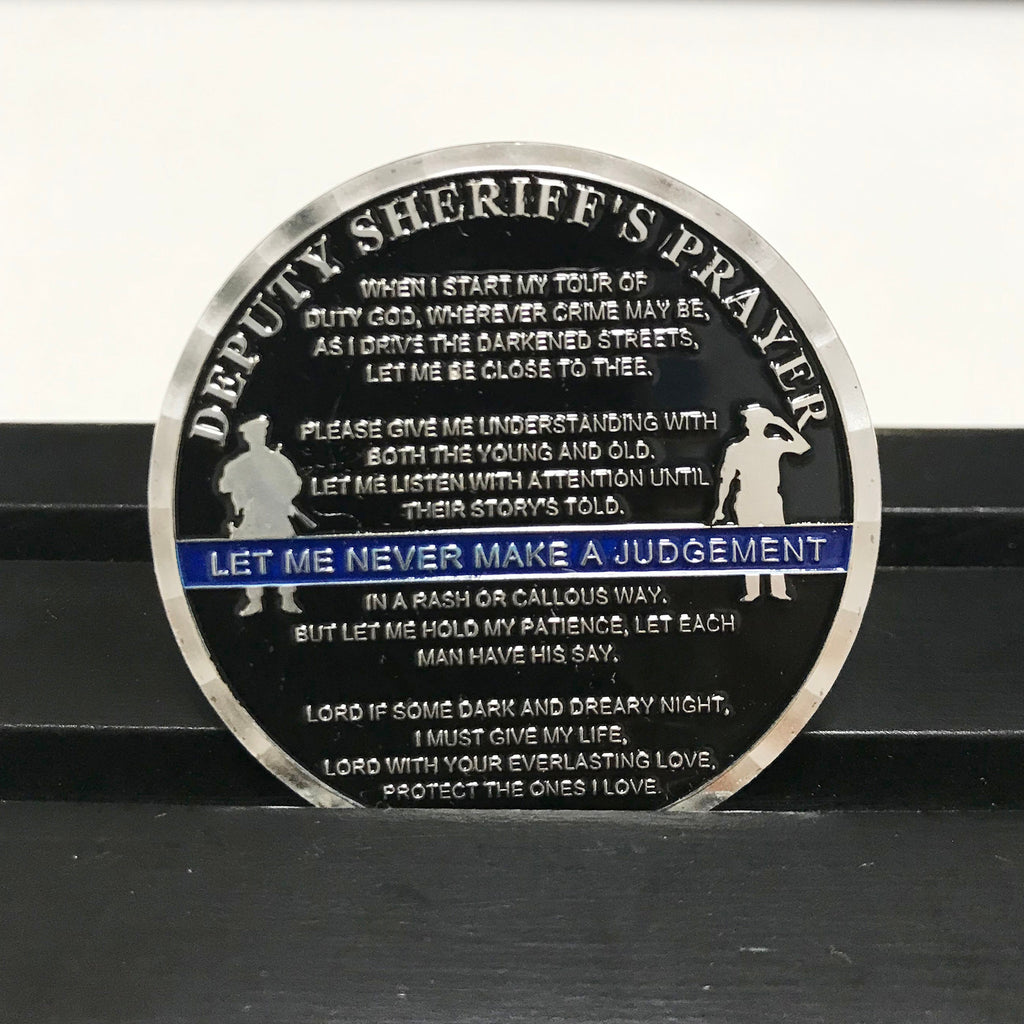 DEPUTY SHERIFF'S PRAYER
WHEN I START MY TOUR OF
DUTY GOD, WHEREVER CRIME MAY BE,
AS I DRIVE THE DARKENED STREETS,
LET ME BE CLOSE TO THEE.
PLEASE GIVE ME UNDERSTANDING WITH
BOTH THE YOUNG AND OLD.
LET ME LISTEN WITH ATTENTION UNTIL
THEIR STORY'S TOLD.
LET ME NEVER MAKE A JUDGEMENT
IN A RASH OR CALLOUS WAY.
BUT LET ME HOLD MY PATIENCE, LET EACH
MAN HAVE HIS SAY.
LORD IF SOME DARK AND DREARY NIGHT,
I MUST GIVE MY LIFE,
LORD WITH YOUR EVERLASTING LOVE,
PROTECT THE ONES I LOVE.